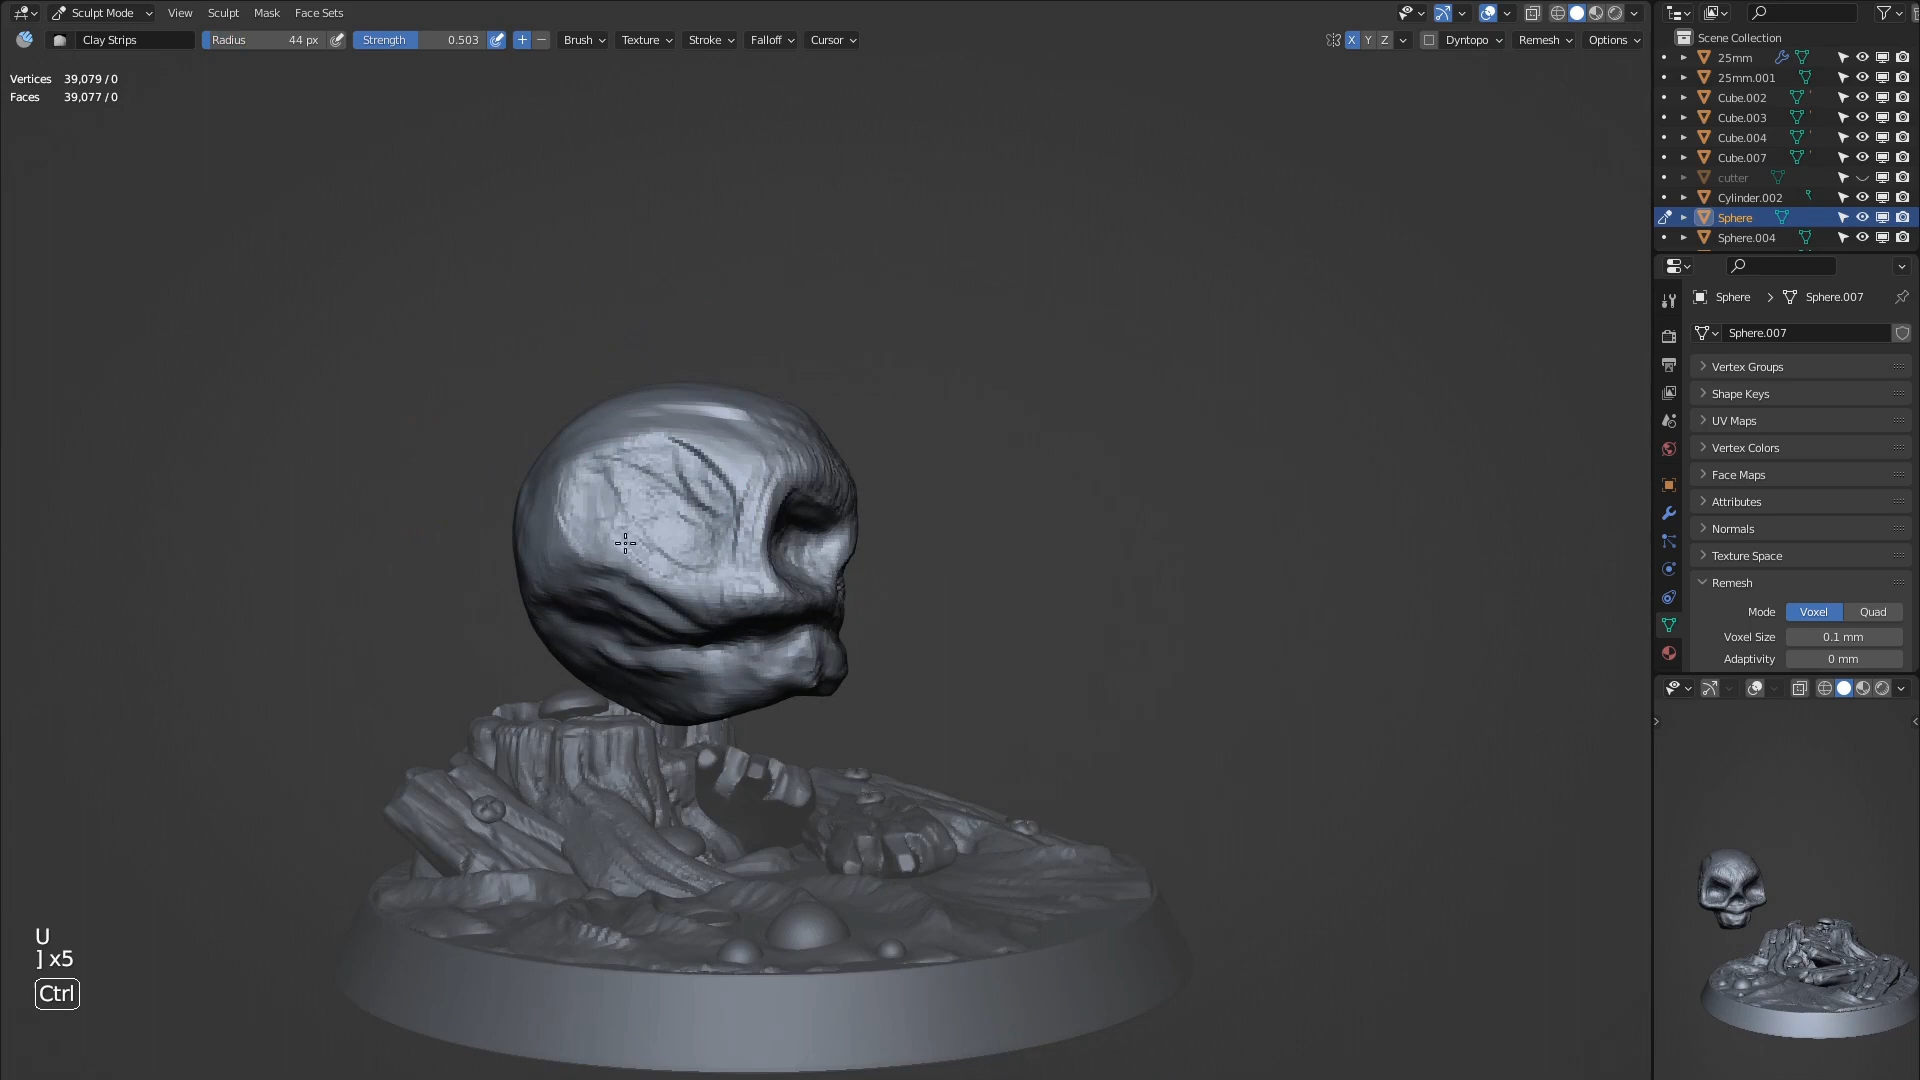 Sculpt Mode View Sculpt Mask Face Sets
Clay Strips Radius 44 px Strength 0.503 Brush Texture Stroke Falloff Cursor X Y Z Dyntopo Remesh Options
Vertices 39,079 / 0
Faces 39,077 / 0
Scene Collection
25mm
25mm.001
Cube.002
Cube.003
Cube.004
Cube.007
cutter
Cylinder.002
Sphere
Sphere.004
Sphere Sphere.007
Sphere.007
Vertex Groups
Shape Keys
UV Maps
Vertex Colors
Face Maps
Attributes
Normals
Texture Space
Remesh
Mode Voxel Quad
Voxel Size 0.1 mm
Adaptivity 0 mm
U
] x5
Ctrl